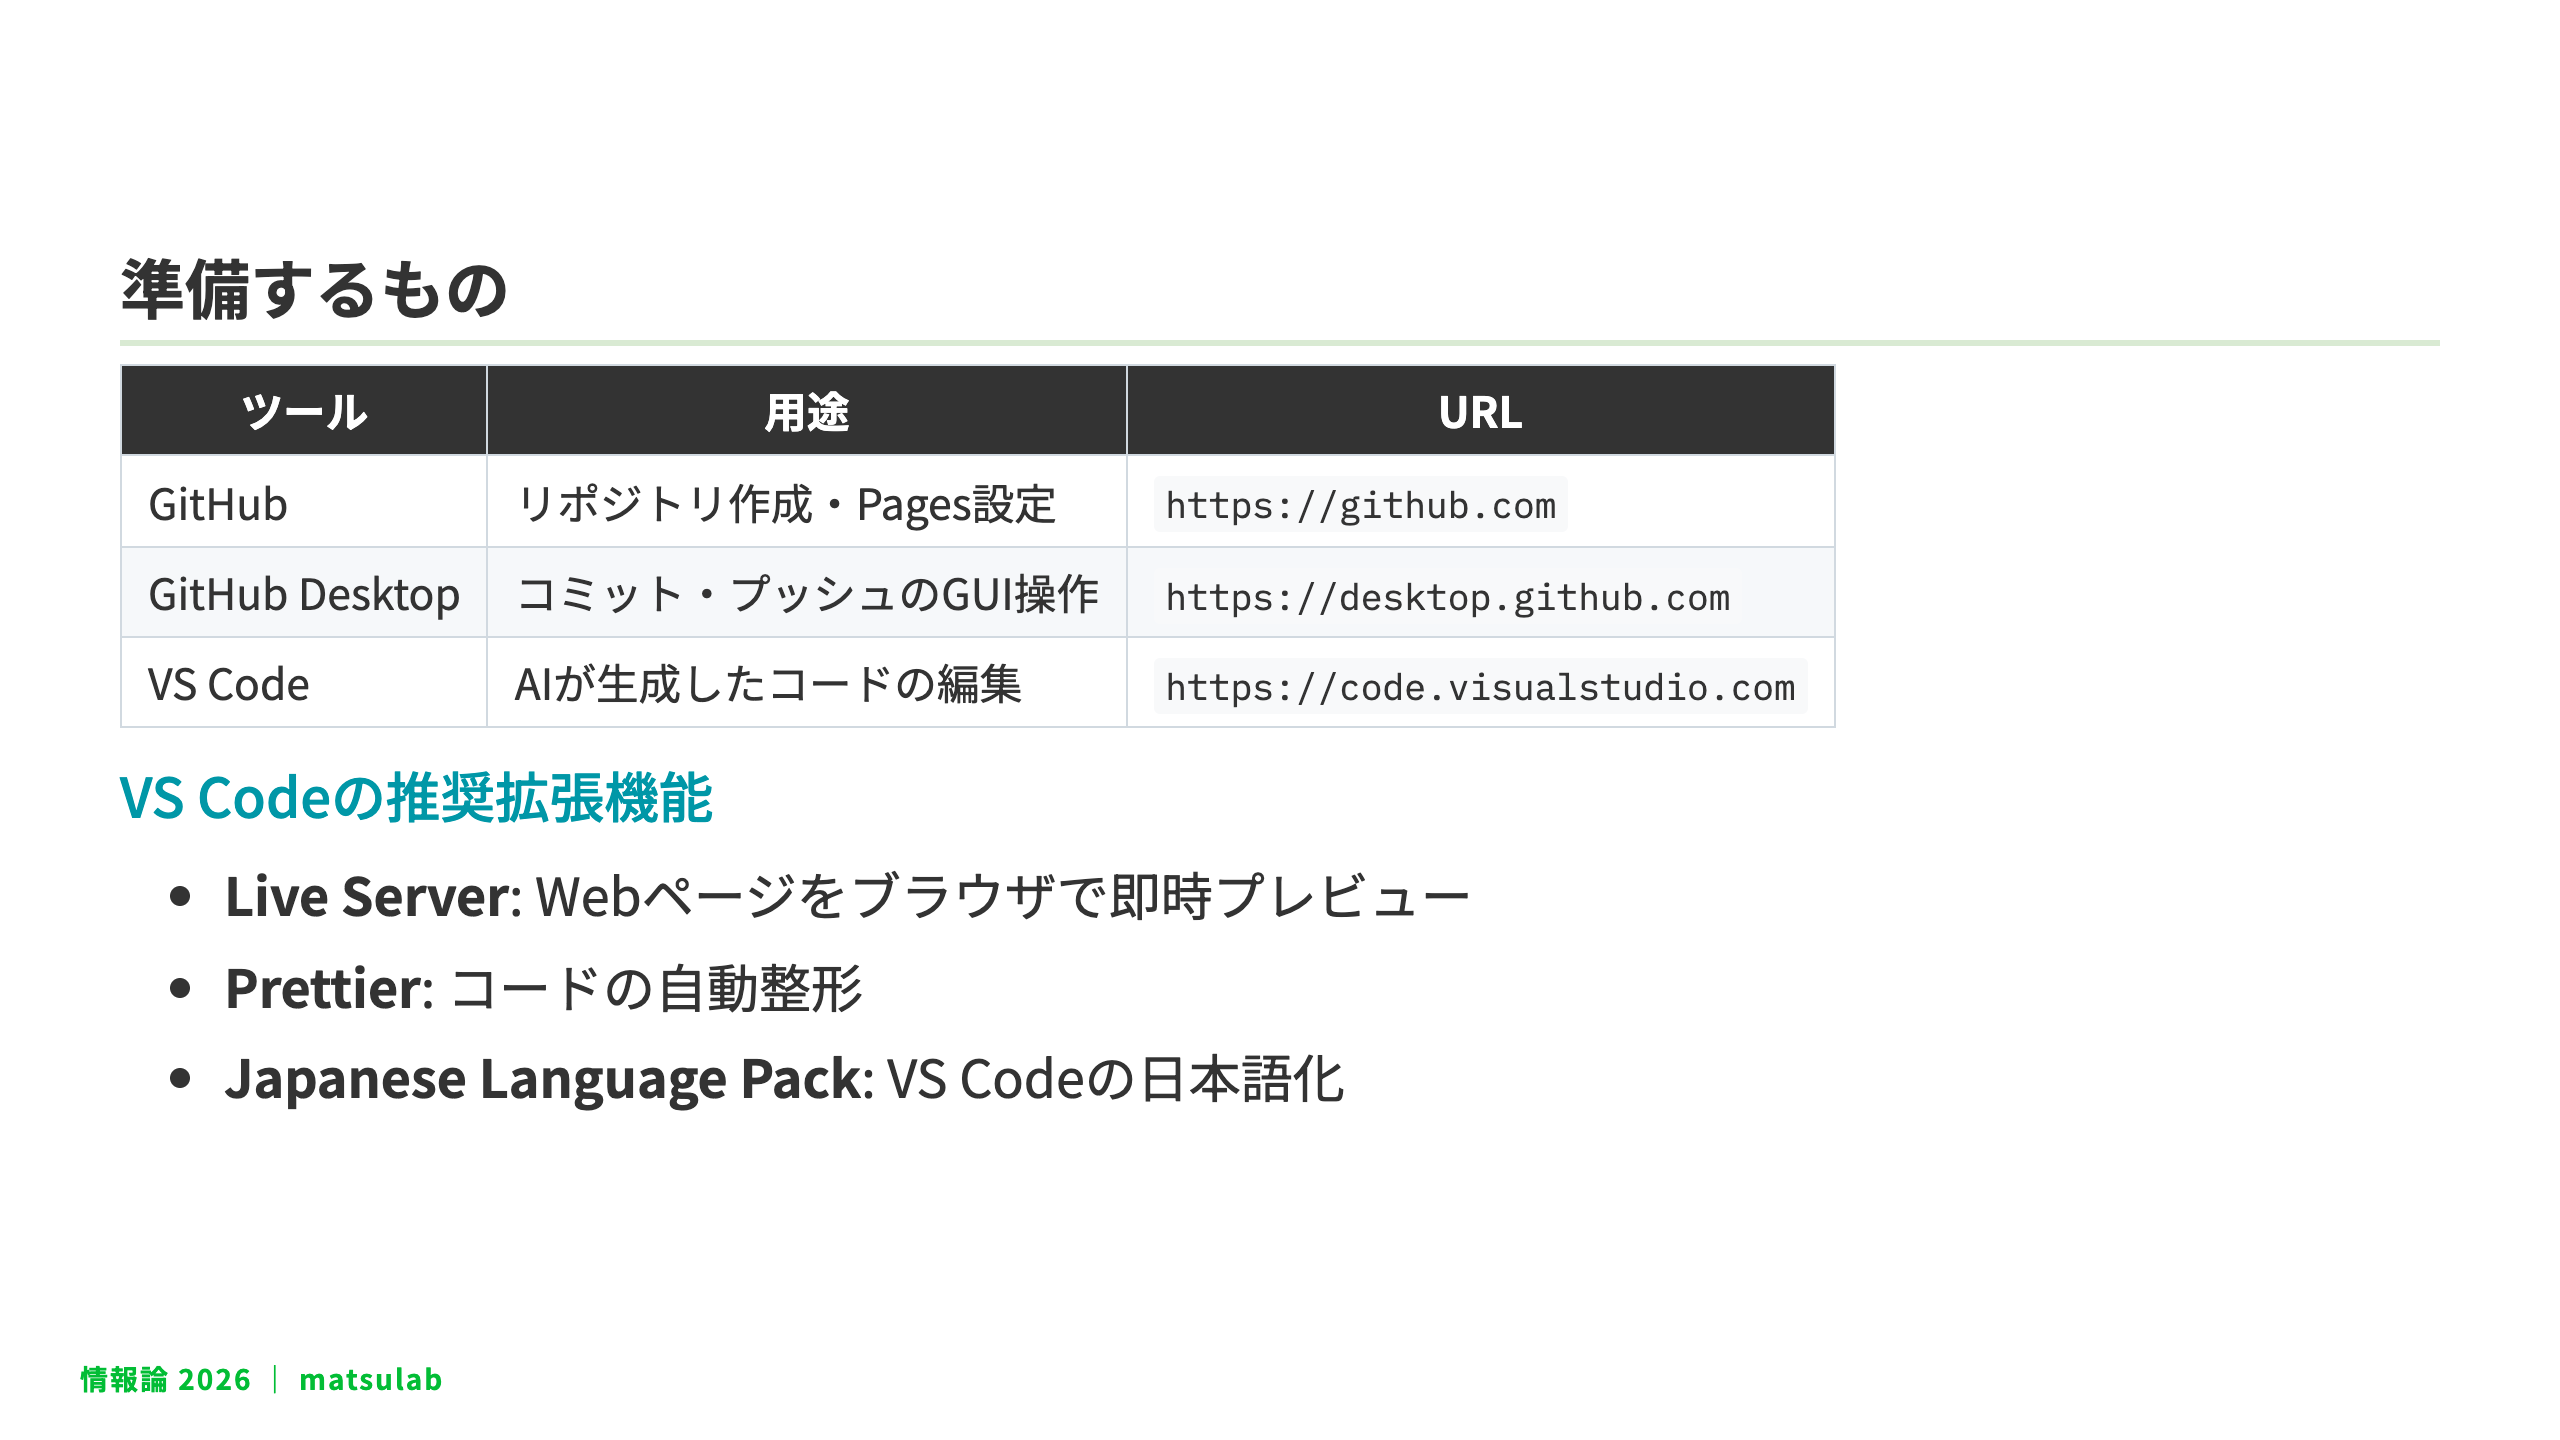 準備するもの
ツール 用途 URL
GitHub リポジトリ作成・Pages設定 https://github.com
GitHub Desktop コミット・プッシュのGUI操作 https://desktop.github.com
VS Code AIが生成したコードの編集 https://code.visualstudio.com
VS Codeの推奨拡張機能
• Live Server: Webページをブラウザで即時プレビュー
• Prettier: コードの自動整形
• Japanese Language Pack: VS Codeの日本語化
情報論 2026 ｜ matsulab